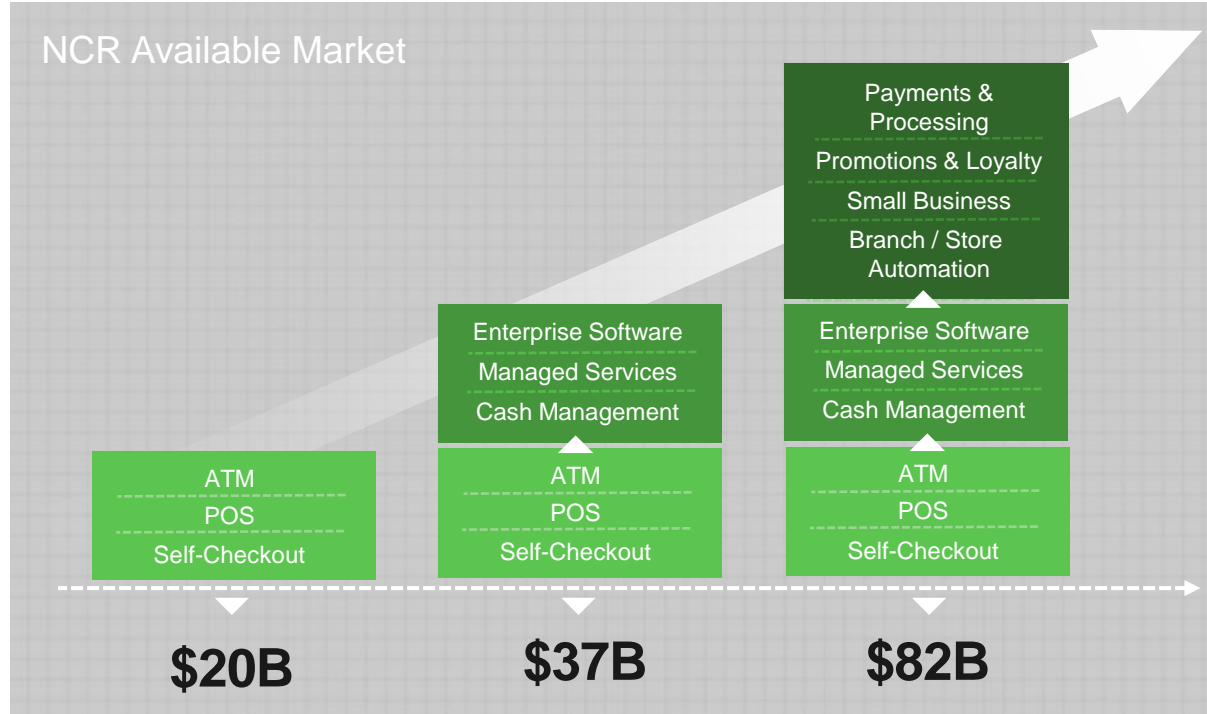 NCR Available Market
ATM
POS
Self-Checkout
$20B
Enterprise Software
Managed Services
Cash Management
ATM
POS
Self-Checkout
$37B
Payments &
Processing
Promotions & Loyalty
Small Business
Branch / Store
Automation
Enterprise Software
Managed Services
Cash Management
ATM
POS
Self-Checkout
$82B